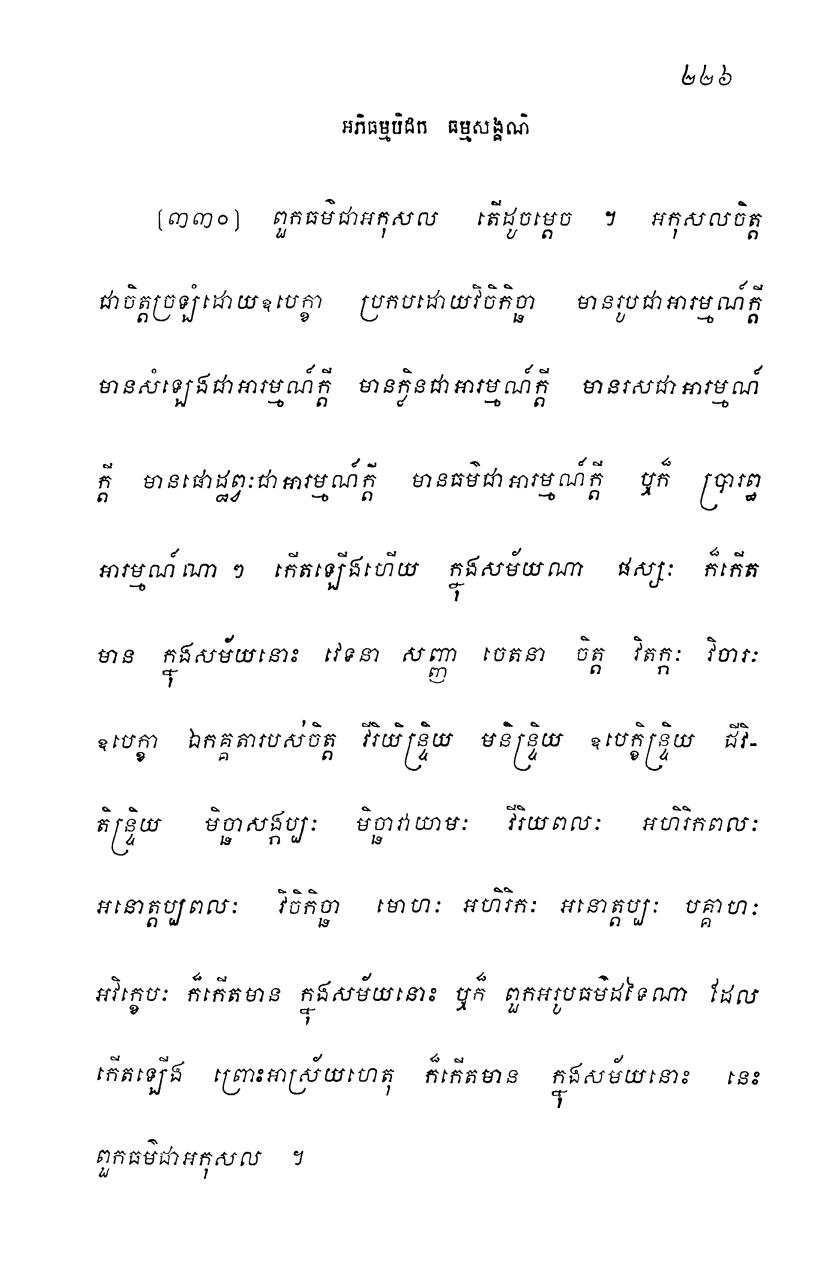 ២២៦
អភិធម្មបិដក ធម្មសង្គណិ
(៣៣០) ពួកធម៌ជាអកុសល តើដូចម្តេច ។ អកុសលចិត្ត
ជាចិត្តច្រឡំដោយឧបេក្ខា ប្រកបដោយវិចិកិច្ឆា មានរូបជាអារម្មណ៍ក្តី
មានសំឡេងជាអារម្មណ៍ក្តី មានក្លិនជាអារម្មណ៍ក្តី មានរសជាអារម្មណ៍
ក្តី មានផោដ្ឋព្វៈជាអារម្មណ៍ក្តី មានធម៌ជាអារម្មណ៍ក្តី ឬក៏ ប្រារព្ធ
អារម្មណ៍ណា ៗ កើតឡើងហើយ ក្នុងសម័យណា ផស្សៈ ក៏កើត
មាន ក្នុងសម័យនោះ វេទនា សញ្ញា ចេតនា ចិត្ត វិតក្កៈ វិចារៈ
ឧបេក្ខា ឯកគ្គតារបស់ចិត្ត វីរិយិន្ទ្រិយ មនិន្ទ្រិយ ឧបេក្ខិន្ទ្រិយ ជីវិ-
តិន្ទ្រិយ មិច្ឆាសង្កប្បៈ មិច្ឆាវាយាមៈ វីរិយពលៈ អហិរិកពលៈ
អនោត្តប្បពលៈ វិចិកិច្ឆា មោហៈ អហិរិកៈ អនោត្តប្បៈ បគ្គាហៈ
អវិក្ខេបៈ ក៏កើតមាន ក្នុងសម័យនោះ ឬក៏ ពួកអរូបធម៌ដទៃណា ដែល
កើតឡើង ព្រោះអាស្រ័យហេតុ ក៏កើតមាន ក្នុងសម័យនោះ នេះ
ពួកធម៌ជាអកុសល ។